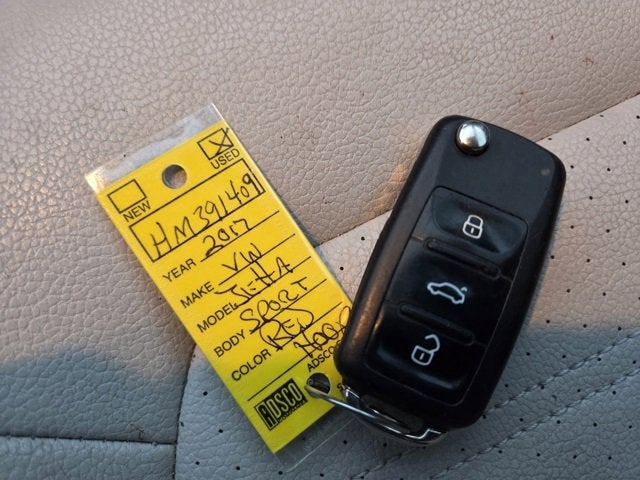 NEW USED
HM391409
YEAR 2017
MAKE VW
MODEL JETTA
BODY SPORT
COLOR RED
ADSCO